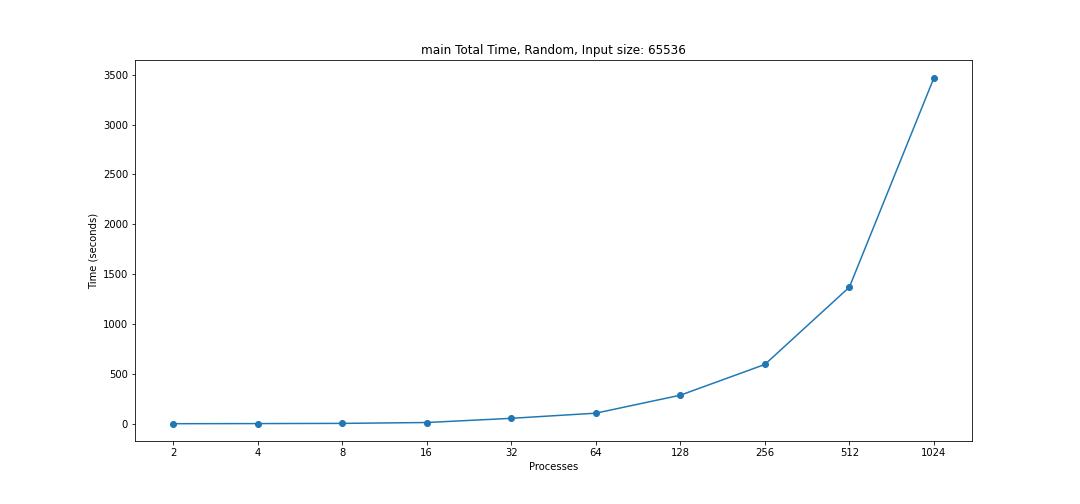 main Total Time, Random, Input size: 65536
3500
3000
2500
2000
1500
1000
500
0
Time (seconds)
2 4 8 16 32 64 128 256 512 1024
Processes